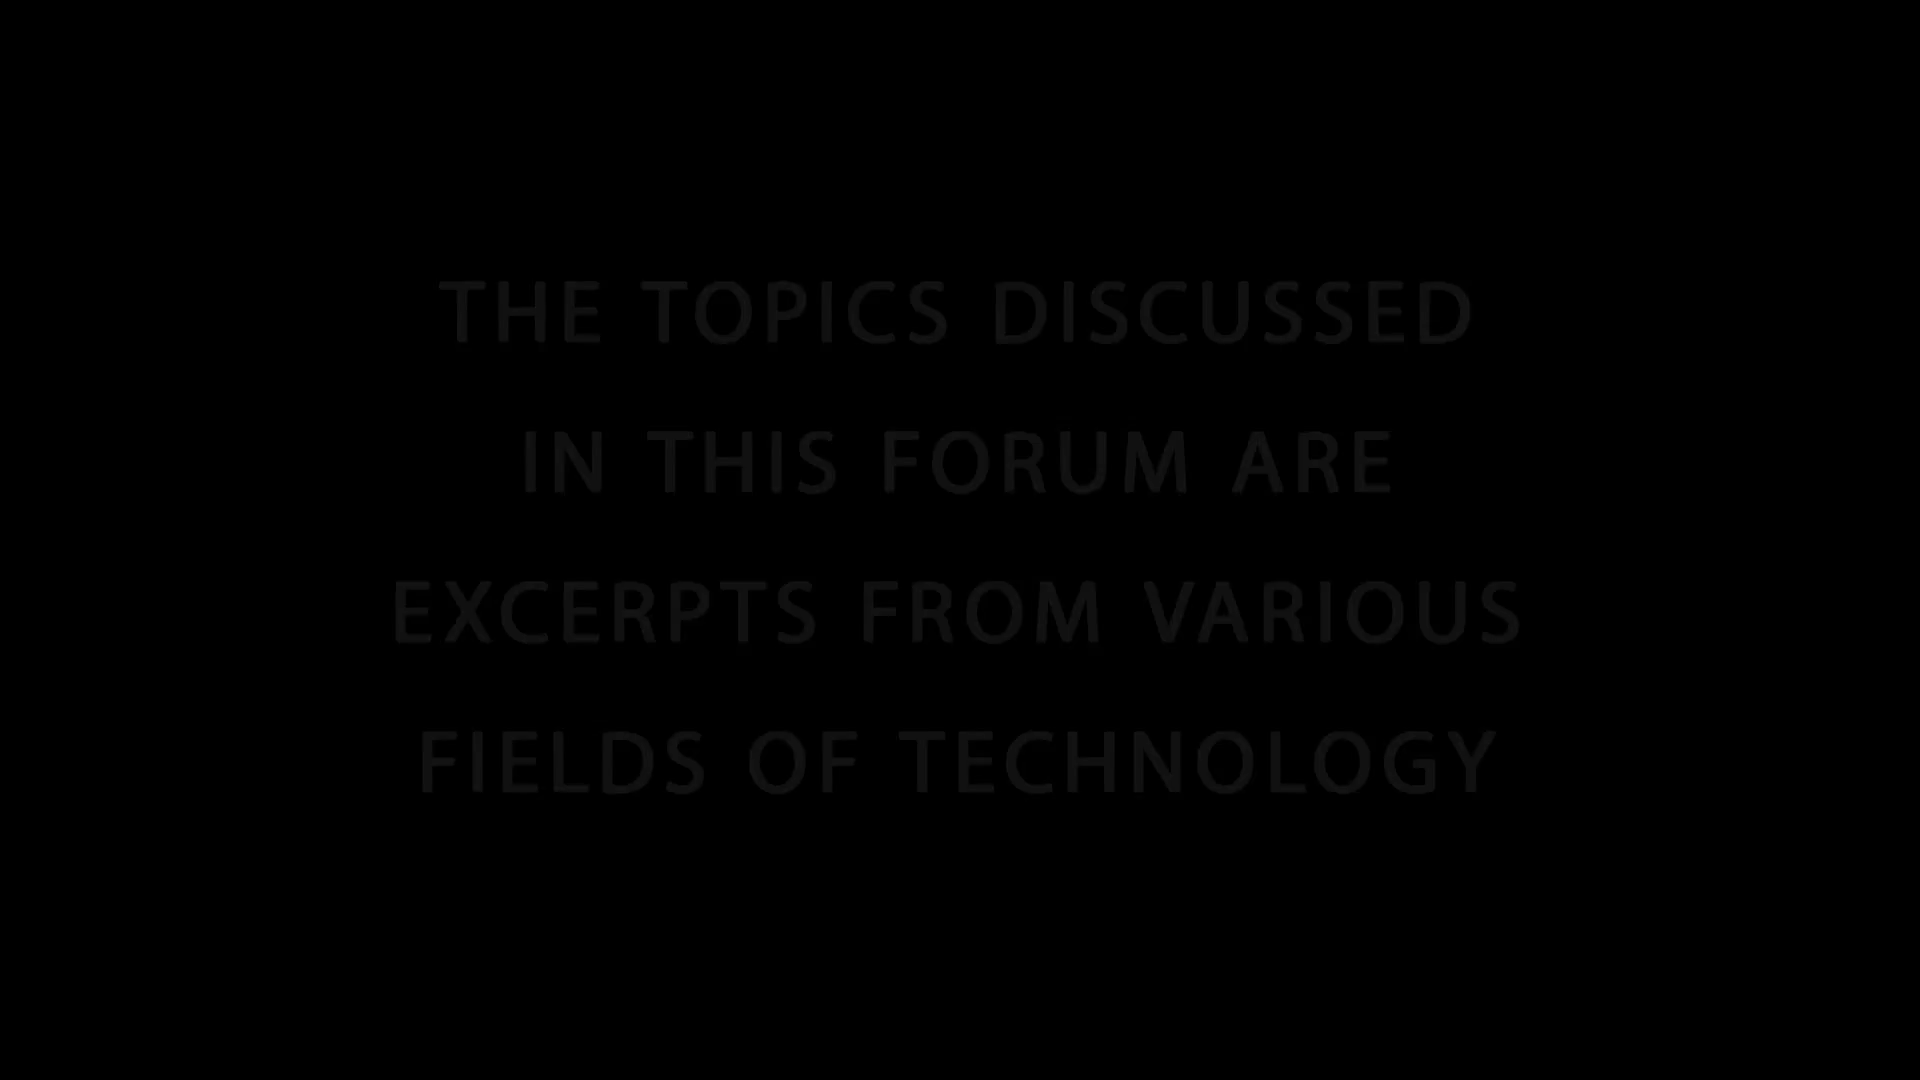 THE TOPICS DISCUSSED
IN THIS FORUM ARE
EXCERPTS FROM VARIOUS
FIELDS OF TECHNOLOGY